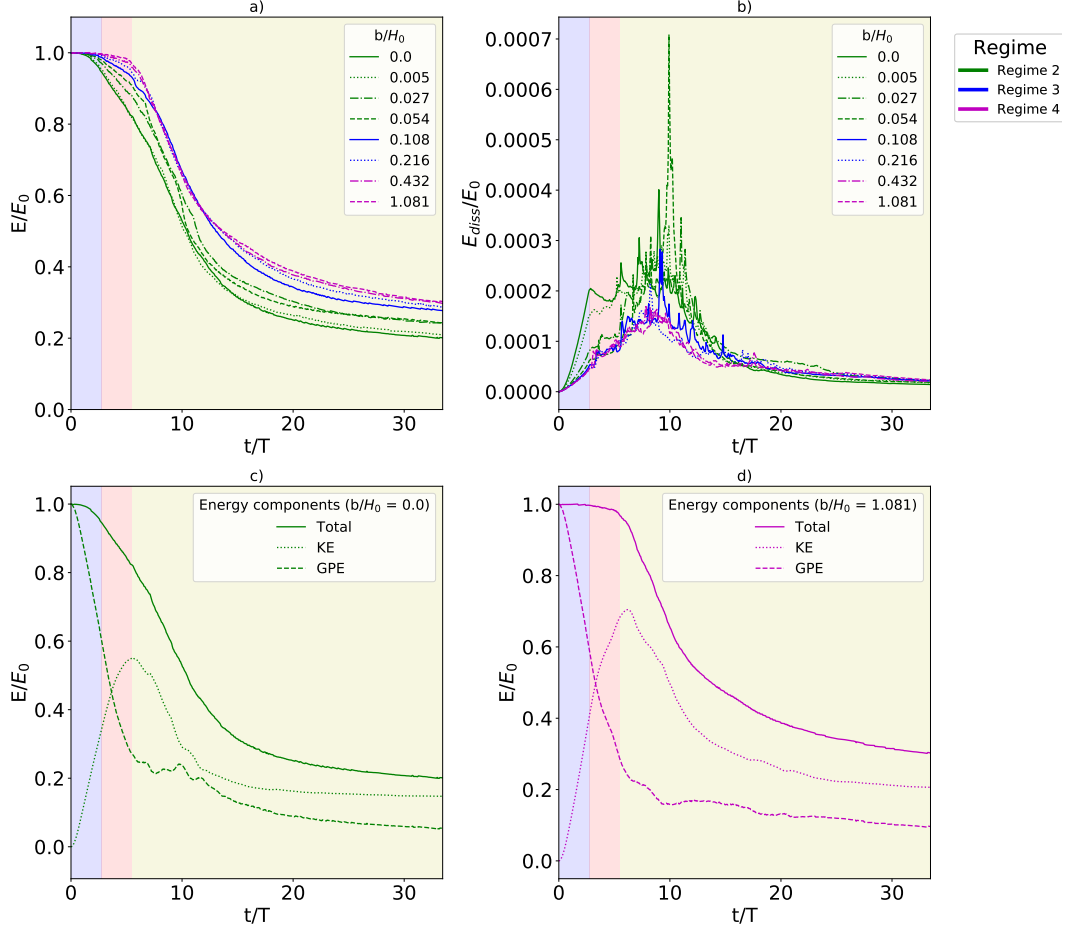 a)
E/E₀
1.0
0.8
0.6
0.4
0.2
0.0
b/H₀
0.0
0.005
0.027
0.054
0.108
0.216
0.432
1.081
0 10 20 30
t/T
b)
E_diss/E₀
0.0007
0.0006
0.0005
0.0004
0.0003
0.0002
0.0001
0.0000
b/H₀
0.0
0.005
0.027
0.054
0.108
0.216
0.432
1.081
0 10 20 30
t/T
Regime
Regime 2
Regime 3
Regime 4
c)
E/E₀
1.0
0.8
0.6
0.4
0.2
0.0
Energy components (b/H₀ = 0.0)
Total
KE
GPE
0 10 20 30
t/T
d)
E/E₀
1.0
0.8
0.6
0.4
0.2
0.0
Energy components (b/H₀ = 1.081)
Total
KE
GPE
0 10 20 30
t/T